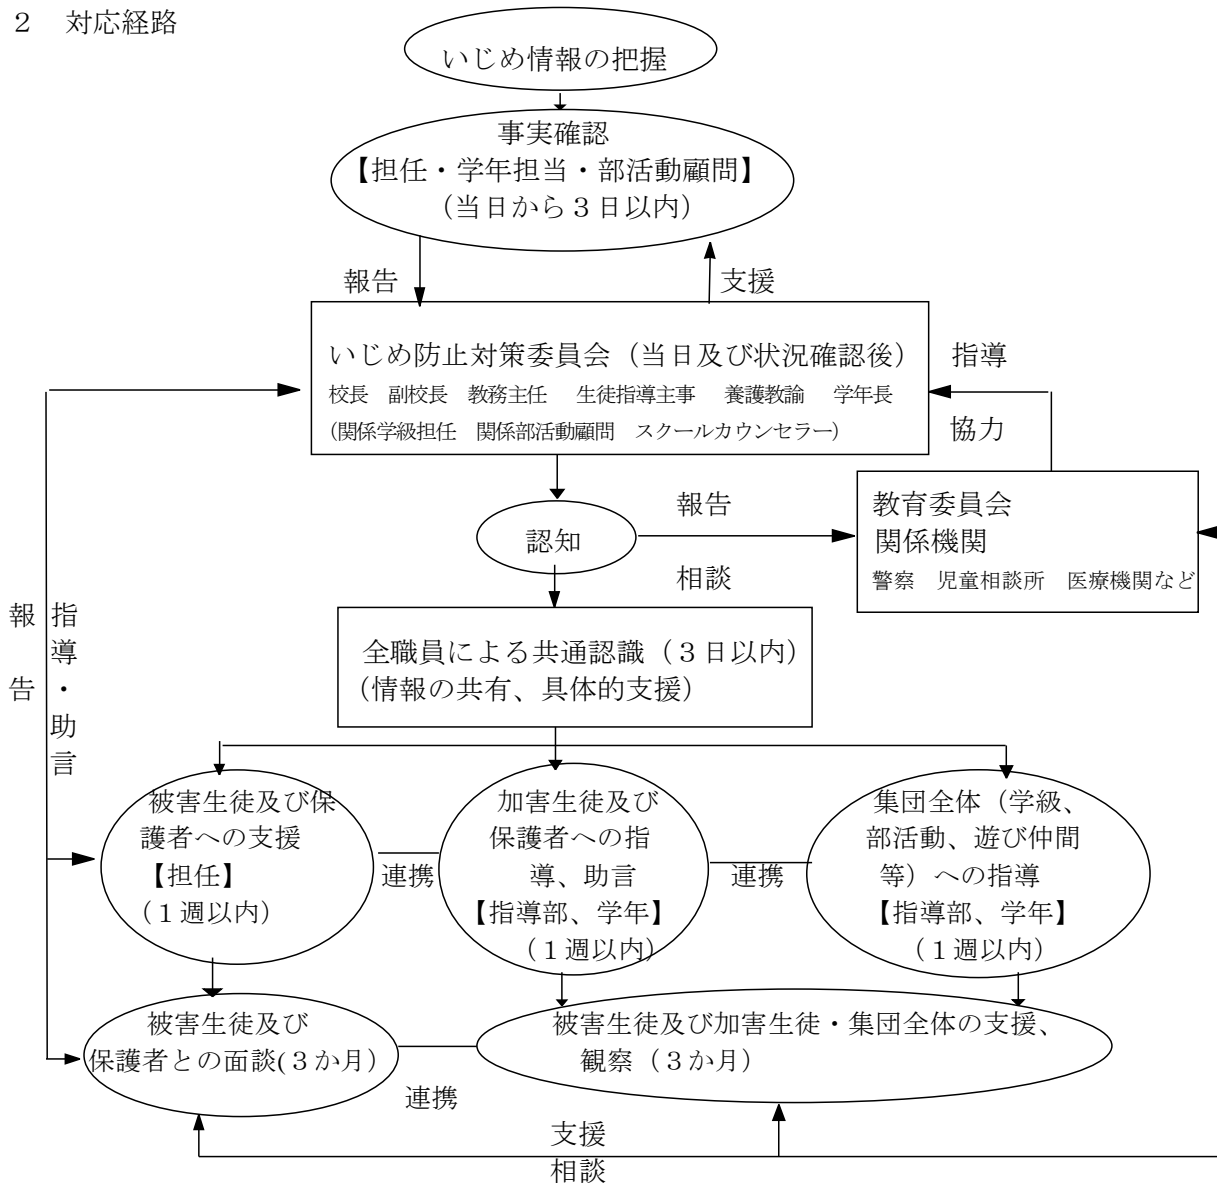 ２　対応経路
いじめ情報の把握
事実確認
【担任・学年担当・部活動顧問】
（当日から３日以内）
報告
支援
いじめ防止対策委員会（当日及び状況確認後）
校長　副校長　教務主任　生徒指導主事　養護教諭　学年長
(関係学級担任　関係部活動顧問　スクールカウンセラー)
指導
協力
教育委員会
関係機関
警察　児童相談所　医療機関など
認知
報告
相談
全職員による共通認識（３日以内）
（情報の共有、具体的支援）
報告
指導・助言
被害生徒及び保
護者への支援
【担任】
（１週以内）
連携
加害生徒及び
保護者への指
導、助言
【指導部、学年】
（１週以内）
連携
集団全体（学級、
部活動、遊び仲間
等）への指導
【指導部、学年】
（１週以内）
被害生徒及び
保護者との面談(３か月）
連携
被害生徒及び加害生徒・集団全体の支援、
観察（３か月）
支援
相談